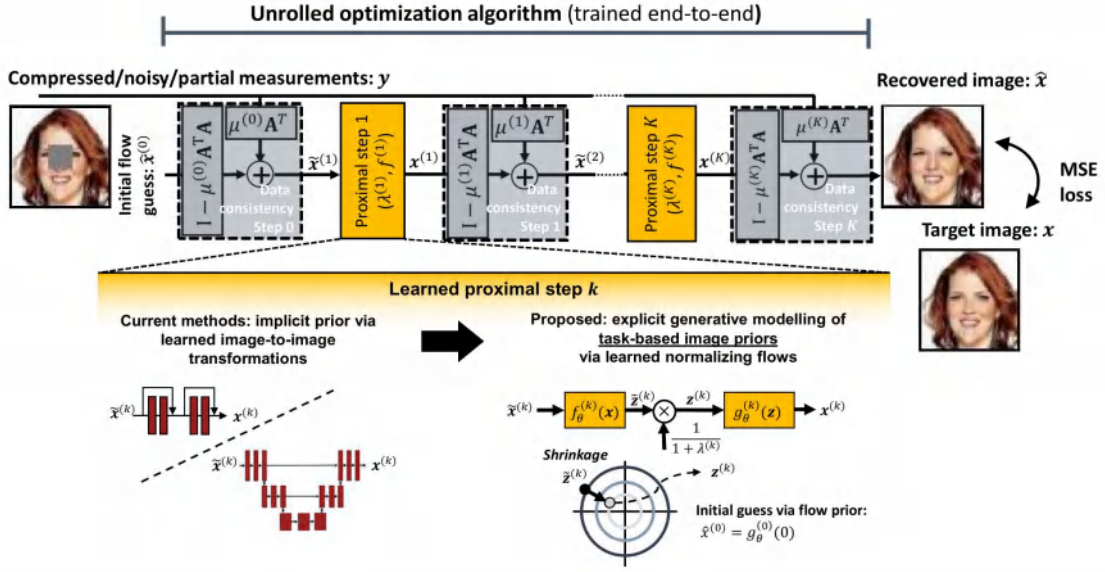 Unrolled optimization algorithm (trained end-to-end)
Compressed/noisy/partial measurements: y
Recovered image: x̂
Initial flow
guess: x̂⁽⁰⁾
I − μ⁽⁰⁾AᵀA
μ⁽⁰⁾Aᵀ
+
Data
consistency
Step 0
x̃⁽¹⁾
Proximal step 1
(λ⁽¹⁾, f⁽¹⁾)
x⁽¹⁾
I − μ⁽¹⁾AᵀA
μ⁽¹⁾Aᵀ
+
Data
consistency
Step 1
x̃⁽²⁾
Proximal step K
(λ⁽ᴷ⁾, f⁽ᴷ⁾)
x⁽ᴷ⁾
I − μ⁽ᴷ⁾AᵀA
μ⁽ᴷ⁾Aᵀ
+
Data
consistency
Step K
MSE
loss
Target image: x
Learned proximal step k
Current methods: implicit prior via
learned image-to-image
transformations
x̃⁽ᵏ⁾ x⁽ᵏ⁾
x̃⁽ᵏ⁾ x⁽ᵏ⁾
Proposed: explicit generative modelling of
task-based image priors
via learned normalizing flows
x̃⁽ᵏ⁾ f_θ⁽ᵏ⁾(x) z̃⁽ᵏ⁾ × z⁽ᵏ⁾ g_θ⁽ᵏ⁾(z) x⁽ᵏ⁾
1
1 + λ⁽ᵏ⁾
Shrinkage
z̃⁽ᵏ⁾ z⁽ᵏ⁾
Initial guess via flow prior:
x̂⁽⁰⁾ = g_θ⁽⁰⁾(0)